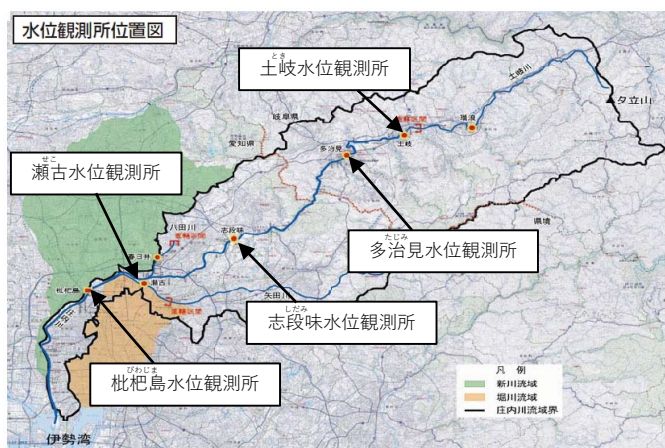 水位観測所位置図
とき
土岐水位観測所
夕立山
土岐川
岐阜県
瑞浪
土岐
愛知県
多治見
せこ
瀬古水位観測所
八田川
志段味
県境
たじみ
多治見水位観測所
春日井
瀬古
枇杷島
矢田川
しだみ
志段味水位観測所
びわじま
枇杷島水位観測所
凡 例
新川流域
堀川流域
庄内川流域界
伊勢湾